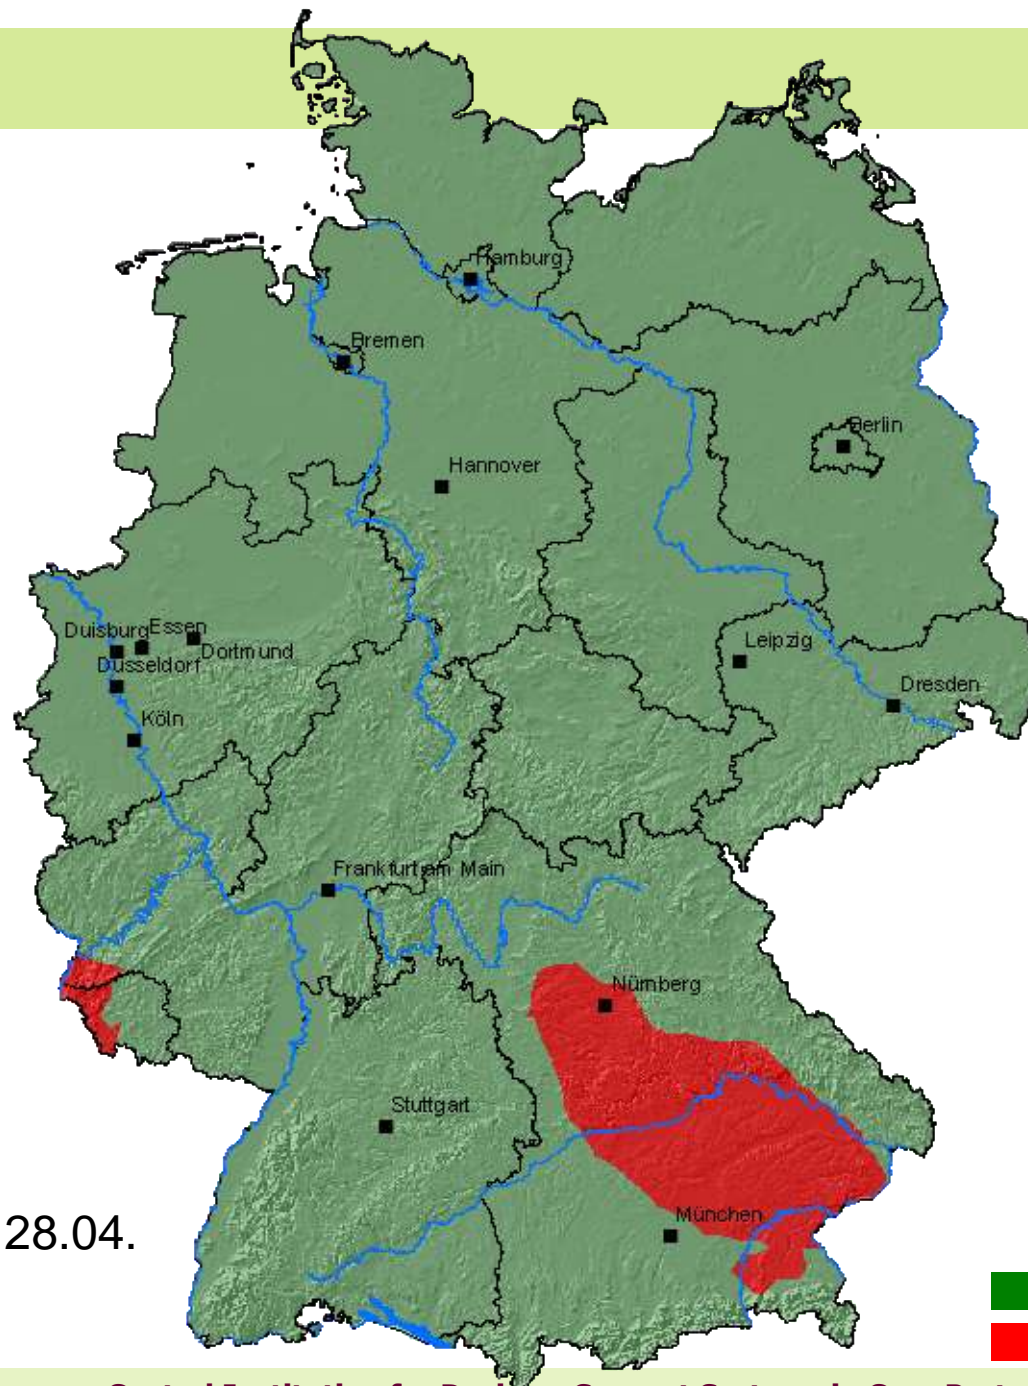 Hamburg
Bremen
Berlin
Hannover
Duisburg
Essen
Dortmund
Düsseldorf
Leipzig
Dresden
Köln
Frankfurt am Main
Nürnberg
Stuttgart
München
28.04.